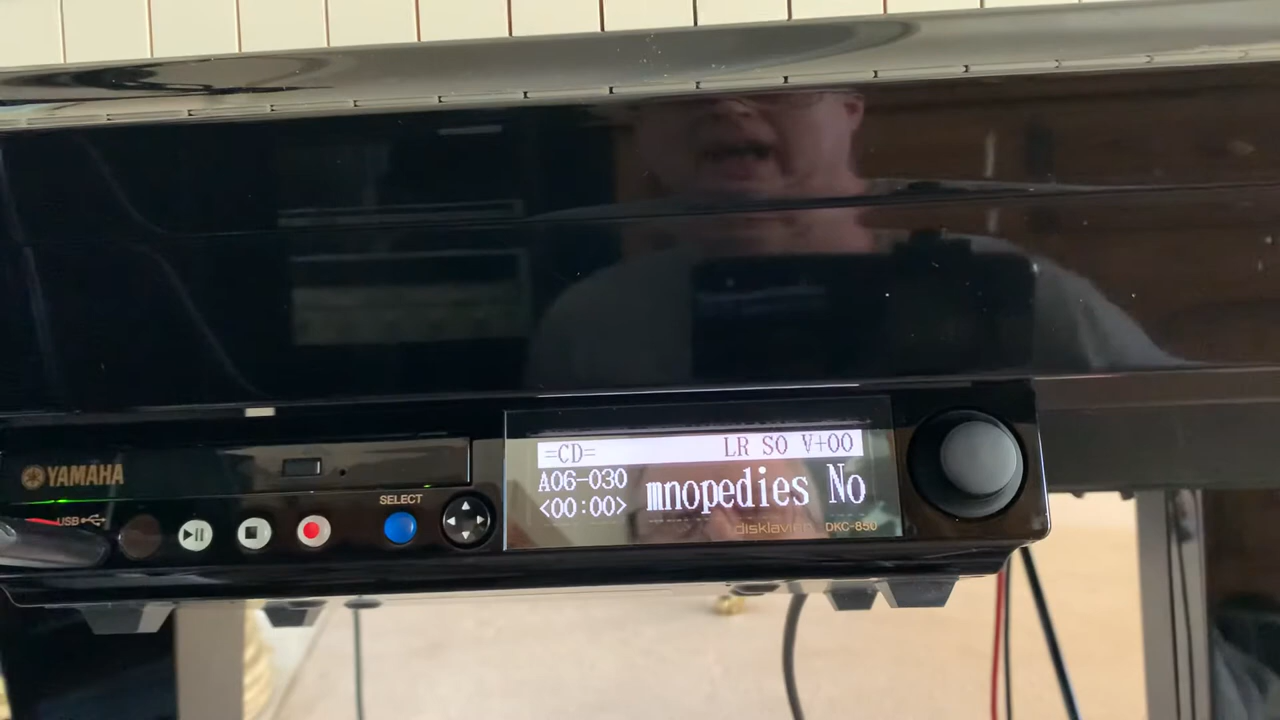 YAMAHA
USB
SELECT
=CD= LR SO V+00
A06-030
<00:00>
mnopedies No
disklavier DKC-850